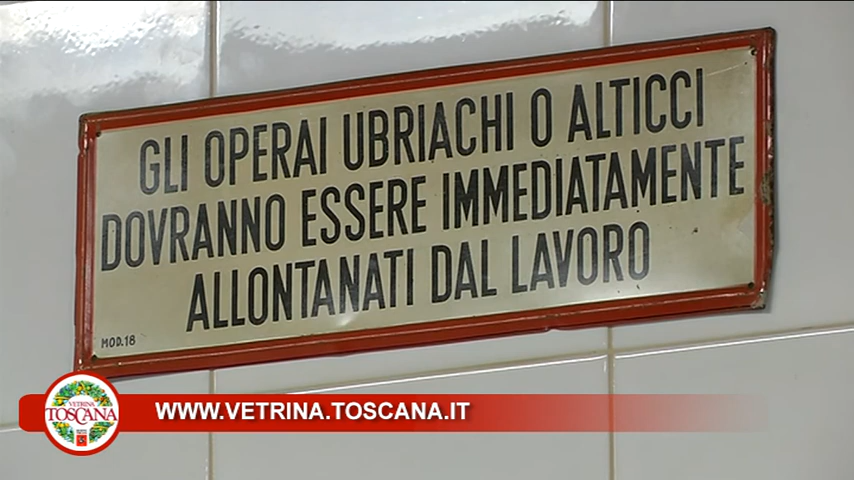 GLI OPERAI UBRIACHI O ALTICCI
DOVRANNO ESSERE IMMEDIATAMENTE
ALLONTANATI DAL LAVORO
MOD.18
VETRINA
TOSCANA
WWW.VETRINA.TOSCANA.IT